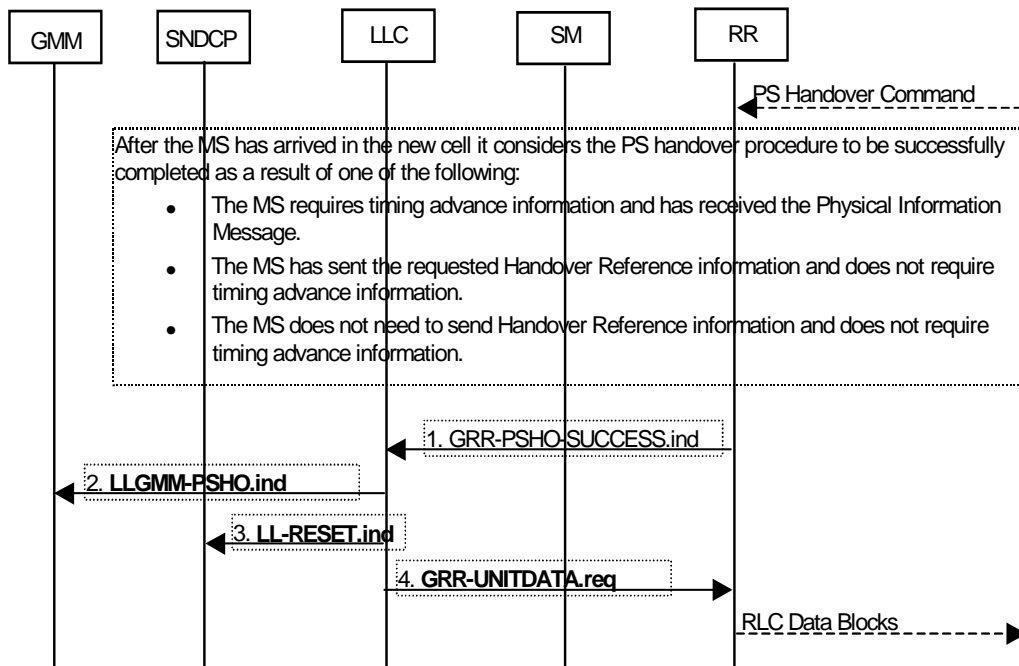 GMM
SNDCP
LLC
SM
RR
PS Handover Command
After the MS has arrived in the new cell it considers the PS handover procedure to be successfully
completed as a result of one of the following:
● The MS requires timing advance information and has received the Physical Information
Message.
● The MS has sent the requested Handover Reference information and does not require
timing advance information.
● The MS does not need to send Handover Reference information and does not require
timing advance information.
1. GRR-PSHO-SUCCESS.ind
2. LLGMM-PSHO.ind
3. LL-RESET.ind
4. GRR-UNITDATA.req
RLC Data Blocks